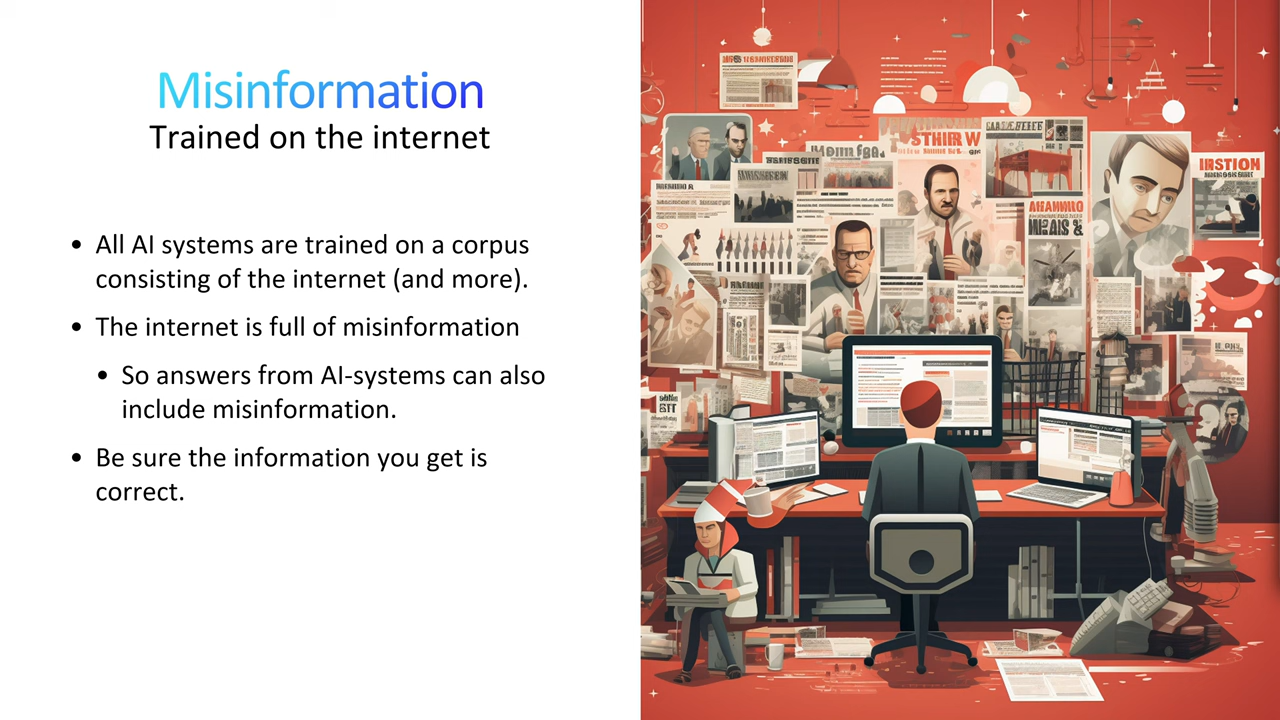 Misinformation
Trained on the internet
• All AI systems are trained on a corpus
consisting of the internet (and more).
• The internet is full of misinformation
• So answers from AI-systems can also
include misinformation.
• Be sure the information you get is
correct.